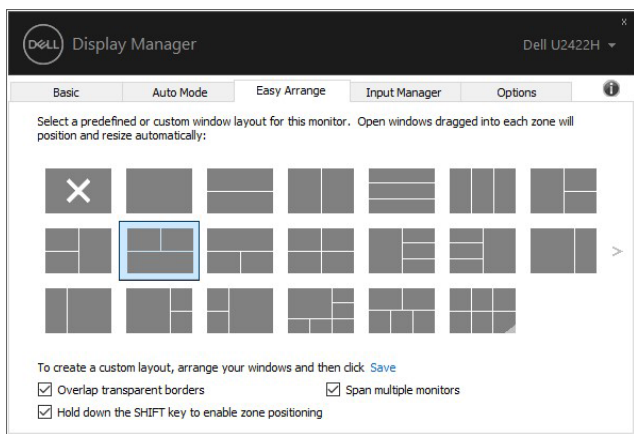 x
DELL Display Manager Dell U2422H
Basic Auto Mode Easy Arrange Input Manager Options i
Select a predefined or custom window layout for this monitor. Open windows dragged into each zone will
position and resize automatically:
>
To create a custom layout, arrange your windows and then click Save
Overlap transparent borders Span multiple monitors
Hold down the SHIFT key to enable zone positioning